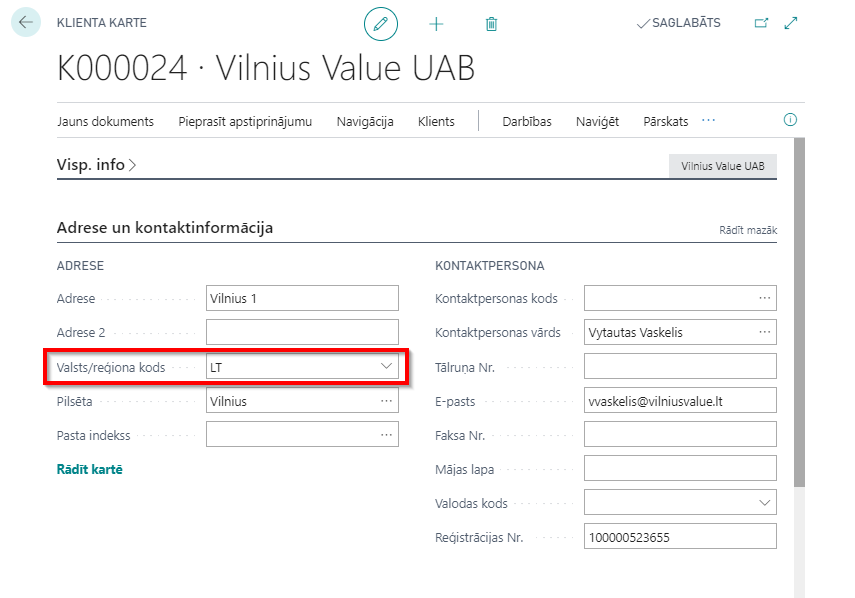 KLIENTA KARTE
SAGLABĀTS
K000024 · Vilnius Value UAB
Jauns dokuments Pieprasīt apstiprinājumu Navigācija Klients Darbības Naviģēt Pārskats ...
Visp. info
Vilnius Value UAB
Adrese un kontaktinformācija
Rādīt mazāk
ADRESE
Adrese Vilnius 1
Adrese 2
Valsts/reģiona kods LT
Pilsēta Vilnius
Pasta indekss
Rādīt kartē
KONTAKTPERSONA
Kontaktpersonas kods
Kontaktpersonas vārds Vytautas Vaskelis
Tālruņa Nr.
E-pasts vvaskelis@vilniusvalue.lt
Faksa Nr.
Mājas lapa
Valodas kods
Reģistrācijas Nr. 100000523655